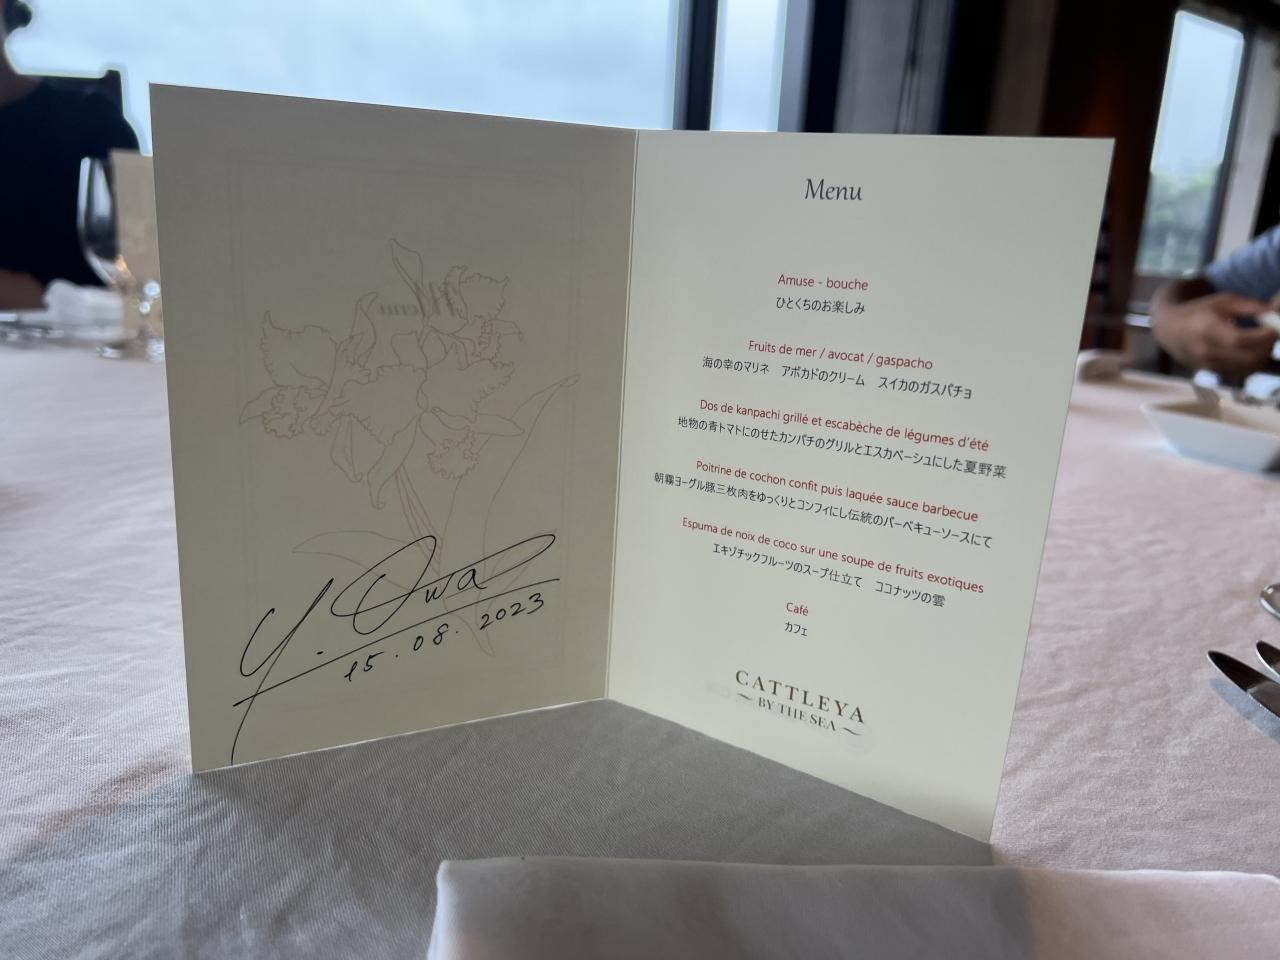 Y. Owa
15.08.2023
Menu
Amuse - bouche
ひとくちのお楽しみ
Fruits de mer / avocat / gaspacho
海の幸のマリネ　アボカドのクリーム　スイカのガスパチョ
Dos de kanpachi grillé et escabèche de légumes d'été
地物の青トマトにのせたカンパチのグリルとエスカベーシュにした夏野菜
Poitrine de cochon confit puis laquée sauce barbecue
朝霧ヨーグル豚三枚肉をゆっくりとコンフィにし伝統のバーベキューソースにて
Espuma de noix de coco sur une soupe de fruits exotiques
エキゾチックフルーツのスープ仕立て　ココナッツの雲
Café
カフェ
CATTLEYA
~ BY THE SEA ~